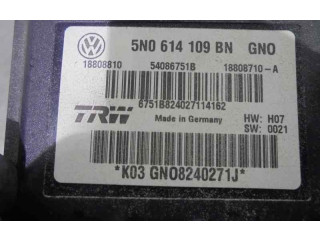 5N0 614 109 BN GNO
18808810 54086751B 18808710-A
6751B824027114162
TRW Made in Germany HW: H07
SW: 0021
*K03 GNO8240271J*